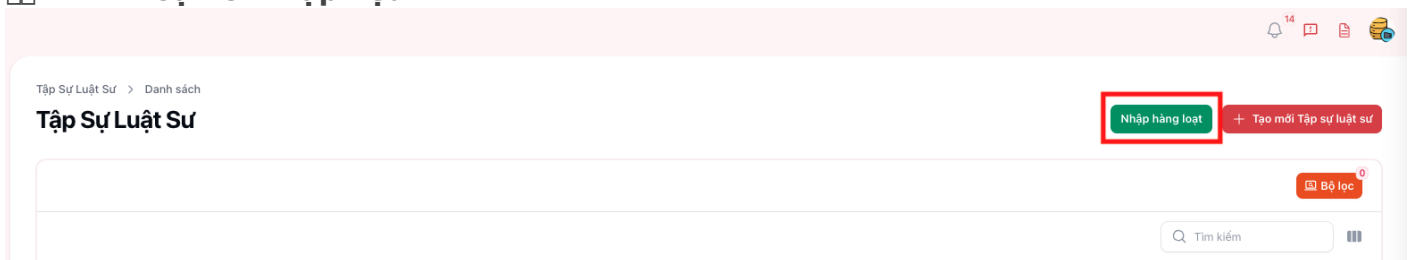 14
Tập Sự Luật Sư > Danh sách
Tập Sự Luật Sư
Nhập hàng loạt
+ Tạo mới Tập sự luật sư
Bộ lọc
0
Tìm kiếm